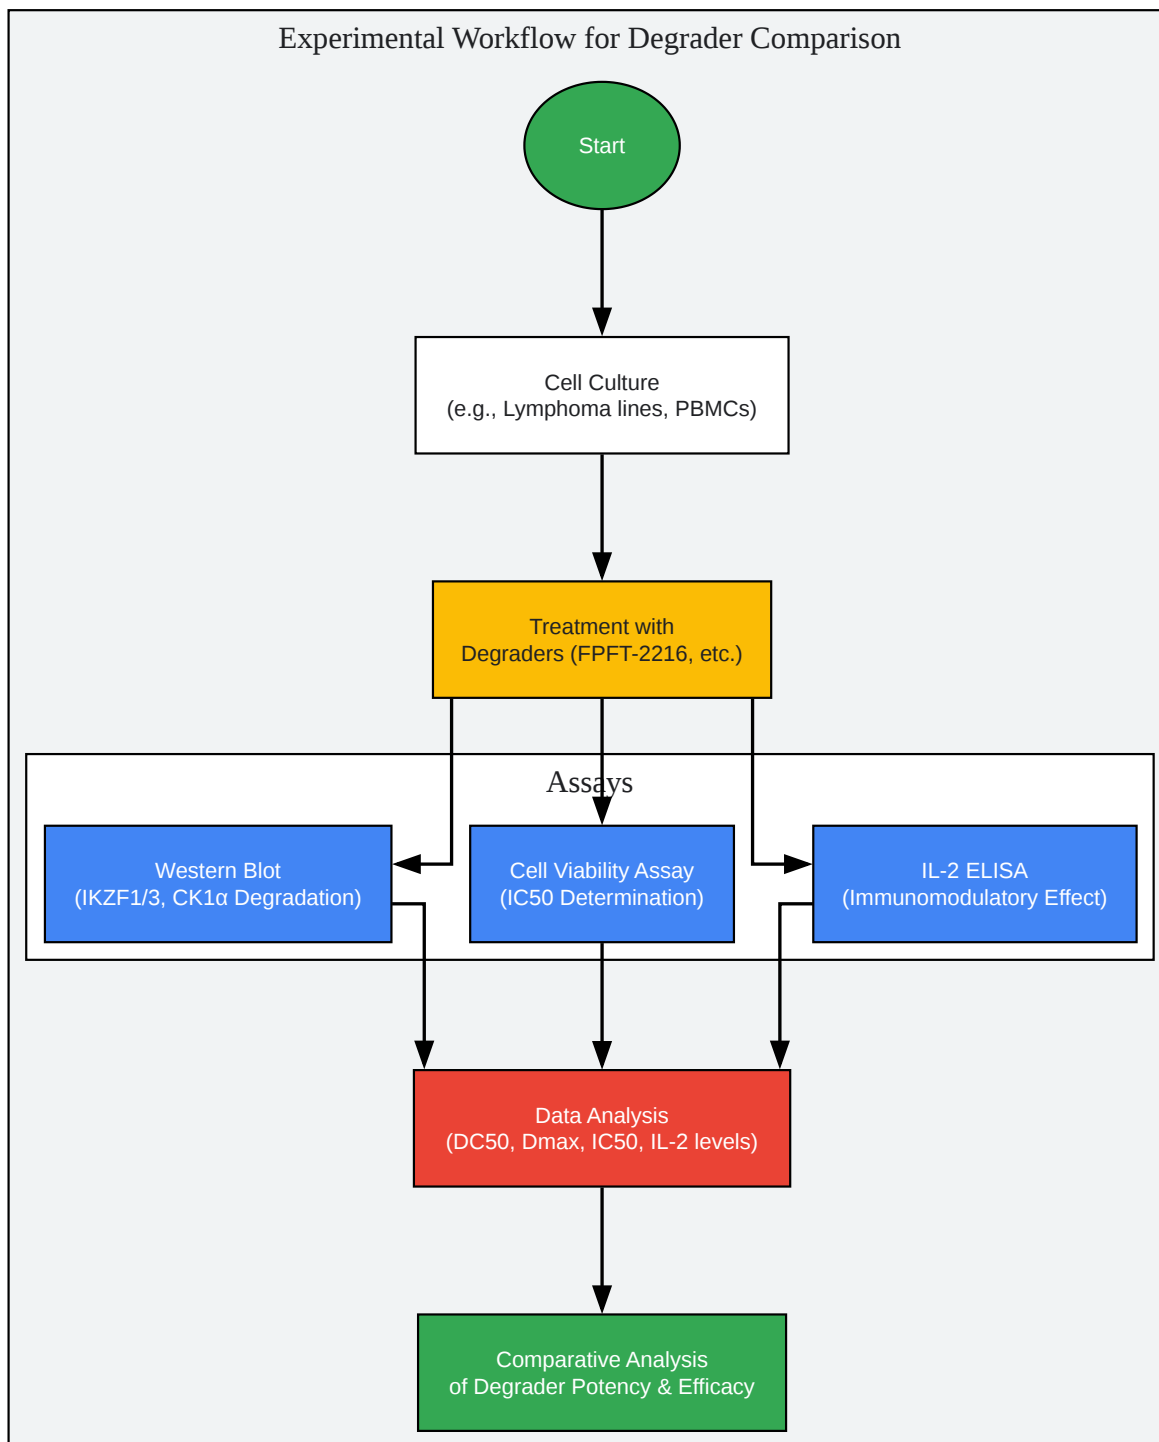 Experimental Workflow for Degrader Comparison
Start
Cell Culture
(e.g., Lymphoma lines, PBMCs)
Treatment with
Degraders (FPFT-2216, etc.)
Assays
Western Blot
(IKZF1/3, CK1α Degradation)
Cell Viability Assay
(IC50 Determination)
IL-2 ELISA
(Immunomodulatory Effect)
Data Analysis
(DC50, Dmax, IC50, IL-2 levels)
Comparative Analysis
of Degrader Potency & Efficacy